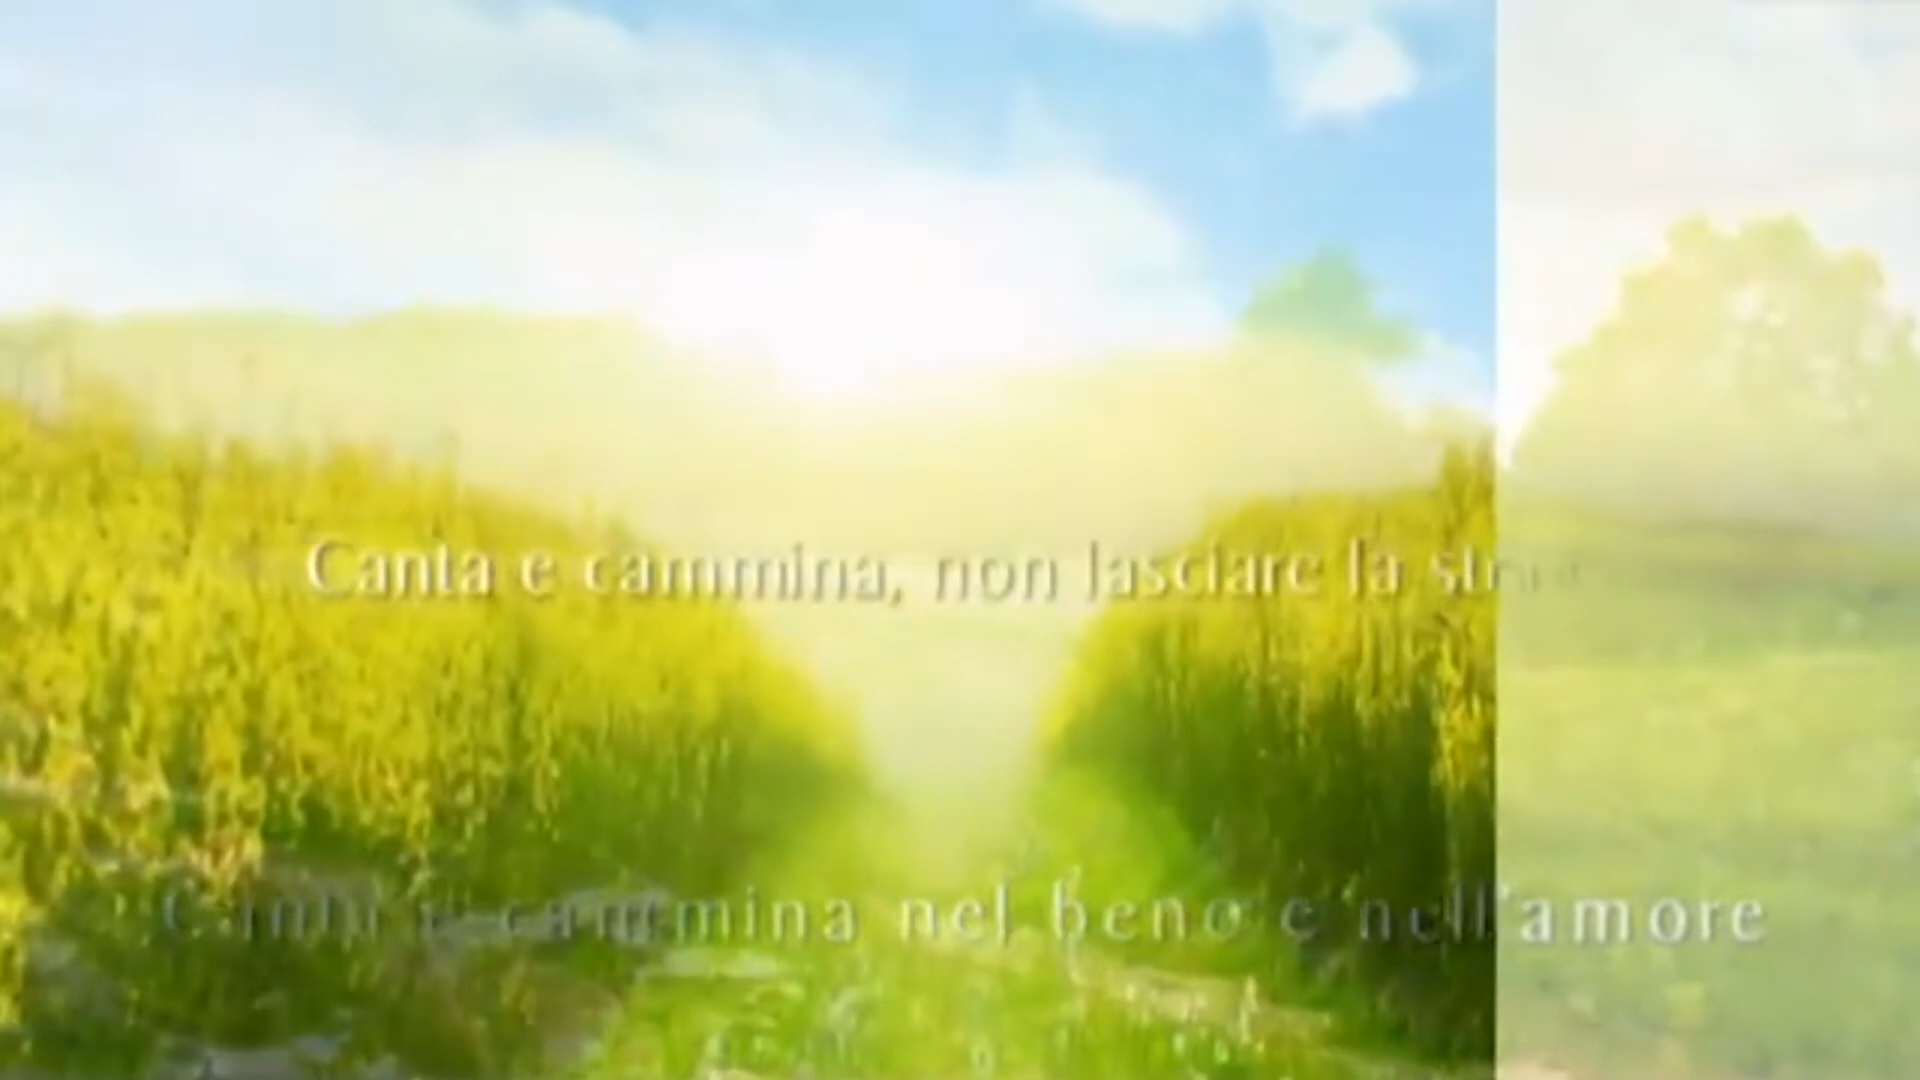 Canta e cammina, non lasciare la
cammina nel bene e nell'amore